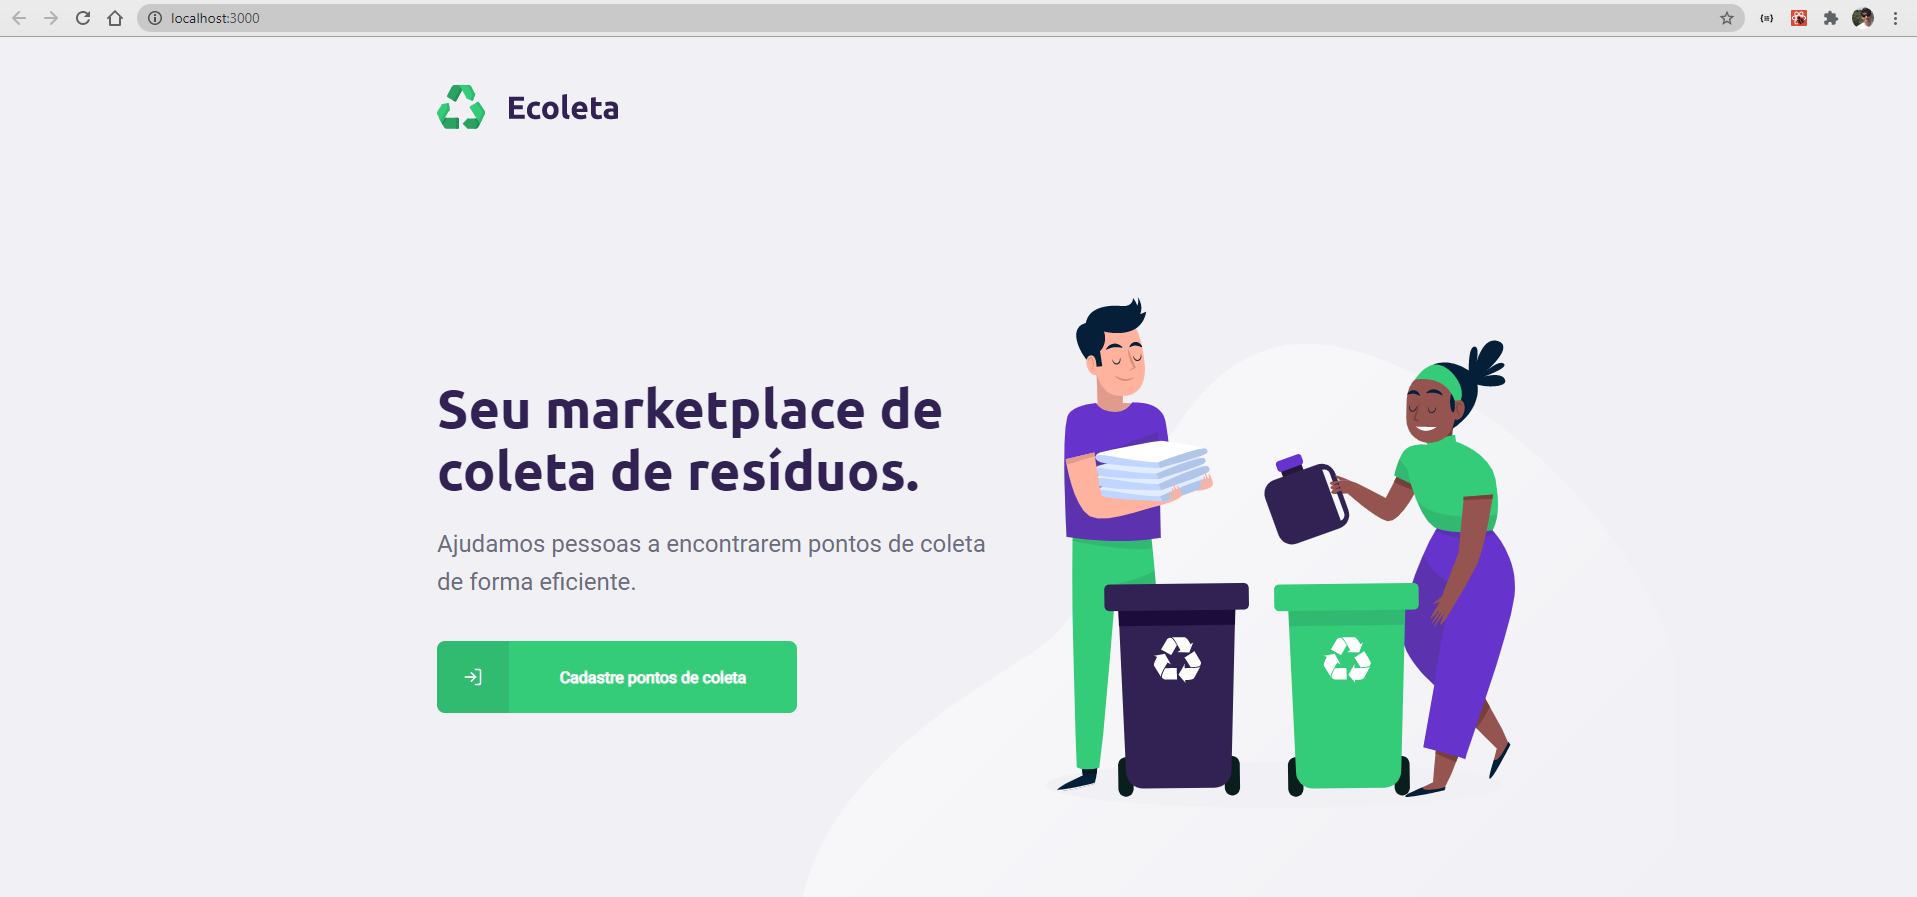 localhost:3000
Ecoleta
Seu marketplace de
coleta de resíduos.
Ajudamos pessoas a encontrarem pontos de coleta
de forma eficiente.
Cadastre pontos de coleta